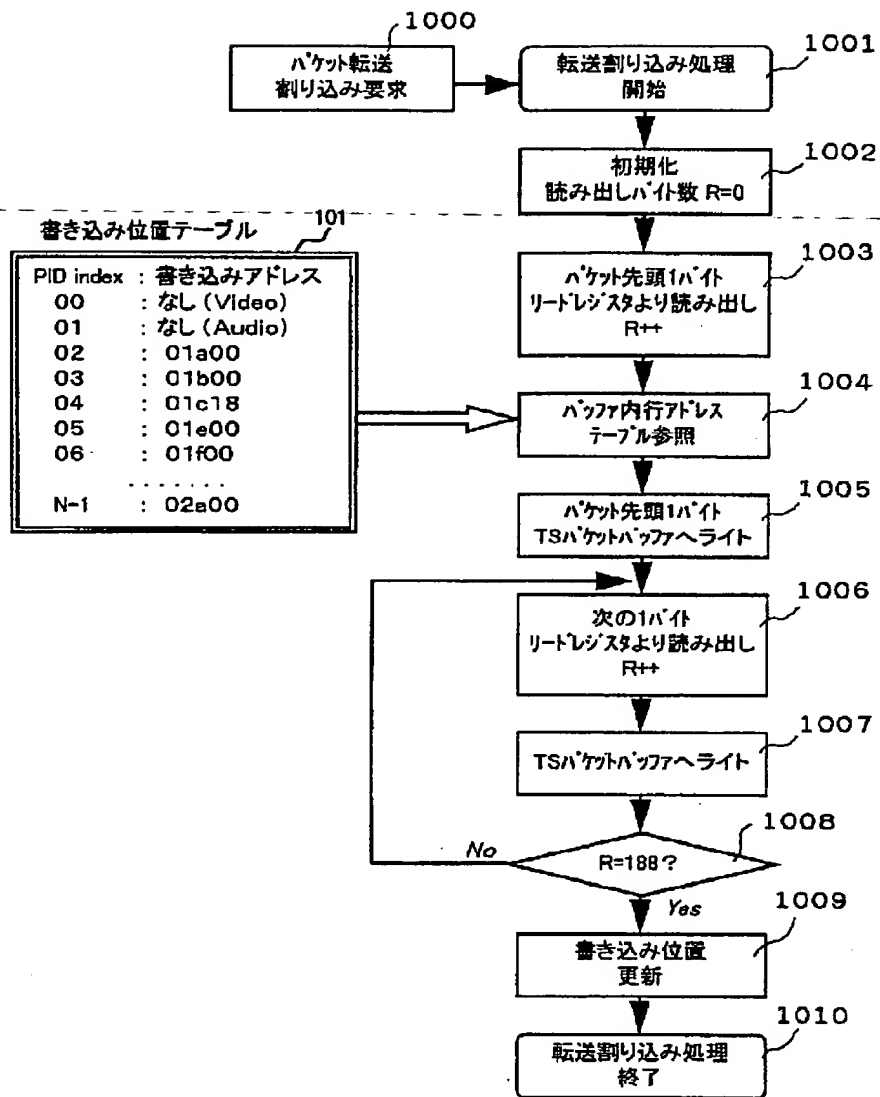 1000
パケット転送
割り込み要求
1001
転送割り込み処理
開始
1002
初期化
読み出しバイト数 R=0
書き込み位置テーブル
101
PID index : 書き込みアドレス
00 : なし (Video)
01 : なし (Audio)
02 : 01a00
03 : 01b00
04 : 01c18
05 : 01e00
06 : 01f00
.......
N-1 : 02a00
1003
パケット先頭1バイト
リードレジスタより読み出し
R++
1004
バッファ内行アドレス
テーブル参照
1005
パケット先頭1バイト
TSパケットバッファへライト
1006
次の1バイト
リードレジスタより読み出し
R++
1007
TSパケットバッファへライト
1008
R=188?
No
Yes
1009
書き込み位置
更新
1010
転送割り込み処理
終了